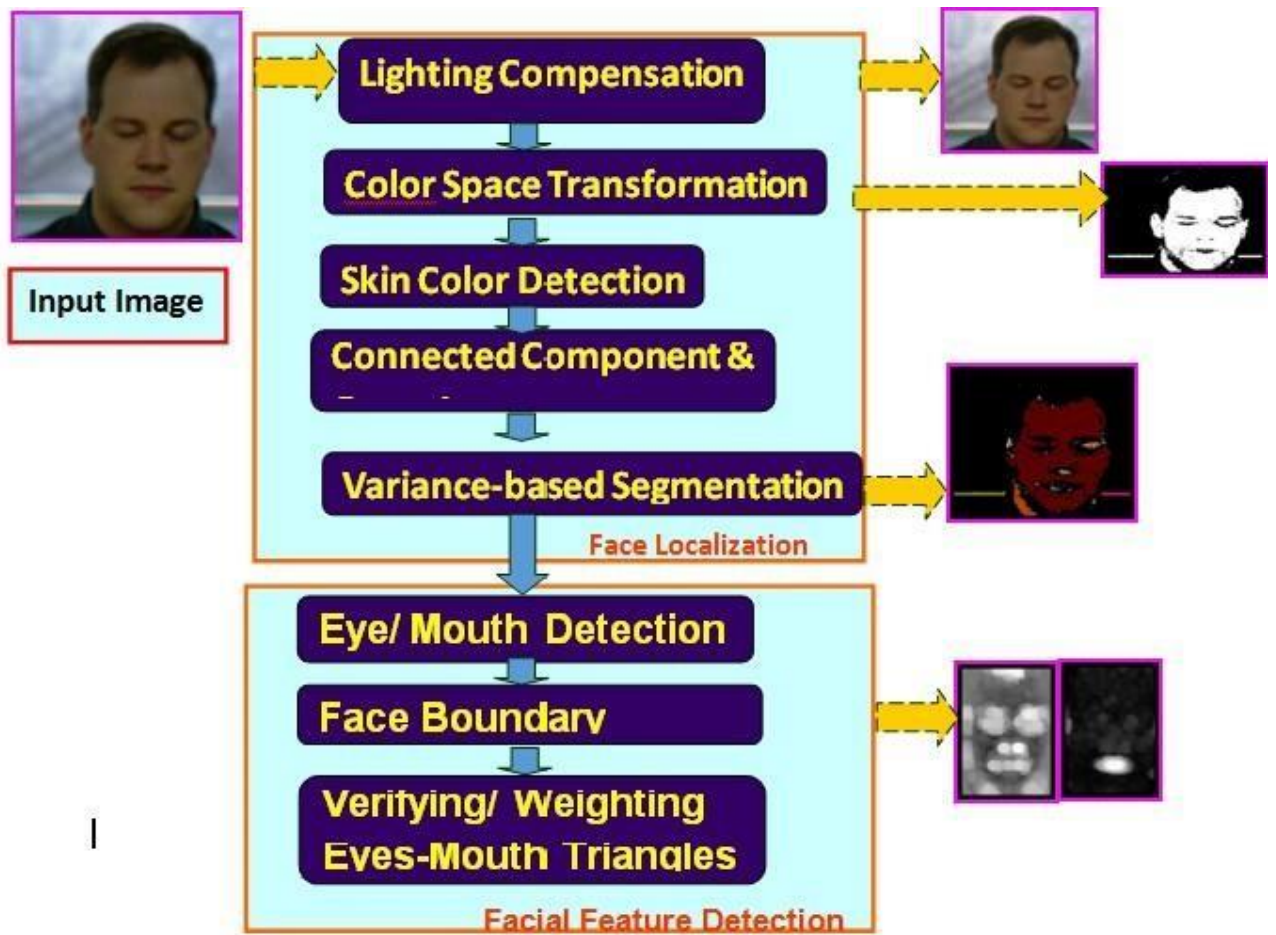 Lighting Compensation
Color Space Transformation
Input Image
Skin Color Detection
Connected Component &
Variance-based Segmentation
Face Localization
Eye/ Mouth Detection
Face Boundary
Verifying/ Weighting
Eyes-Mouth Triangles
Facial Feature Detection